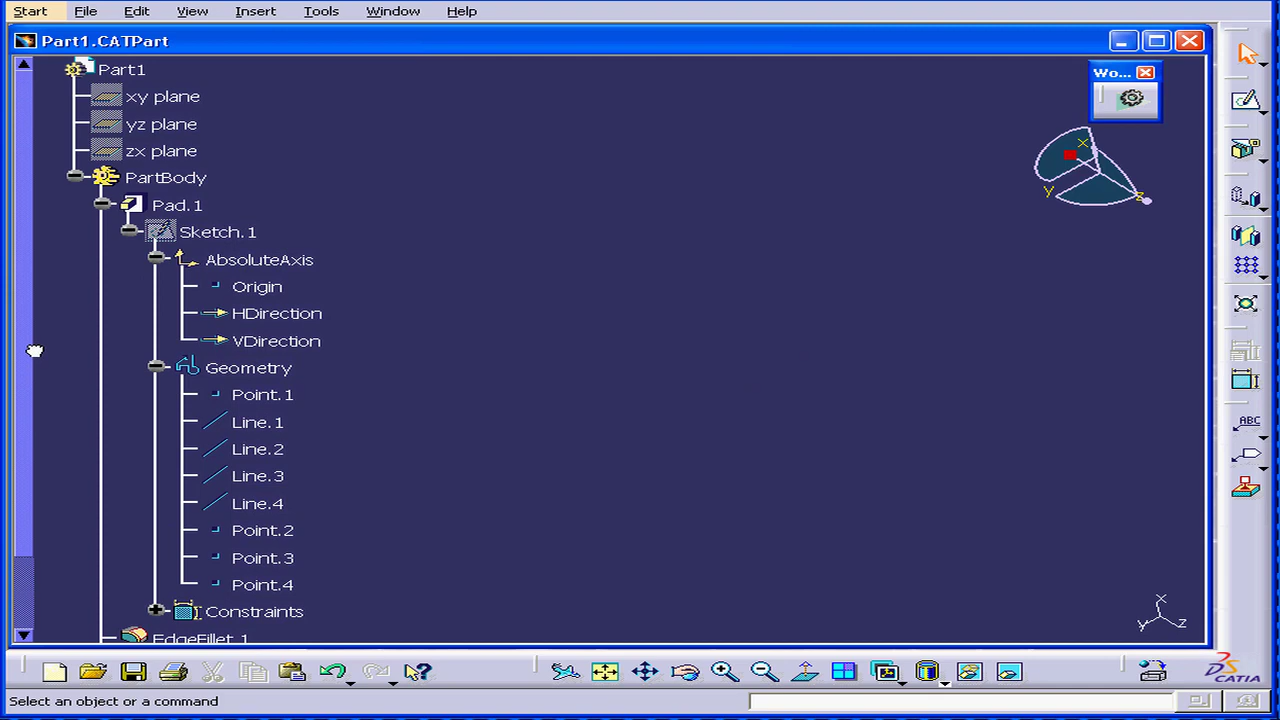 Start File Edit View Insert Tools Window Help
Part1.CATPart
Part1
Wo...
xy plane
yz plane
zx plane
PartBody
Pad.1
Sketch.1
AbsoluteAxis
Origin
HDirection
VDirection
Geometry
Point.1
Line.1
Line.2
Line.3
Line.4
Point.2
Point.3
Point.4
Constraints
EdgeFillet.1
x
y
z
x
y z
ABC
CATIA
Select an object or a command